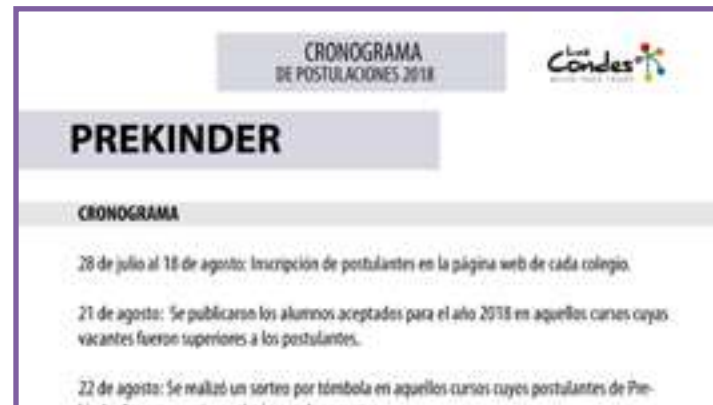 CRONOGRAMA
DE POSTULACIONES 2018
Las
Condes
PREKINDER
CRONOGRAMA
28 de julio al 18 de agosto: Inscripción de postulantes en la página web de cada colegio.
21 de agosto: Se publicaron los alumnos aceptados para el año 2018 en aquellos cursos cuyas
vacantes fueron superiores a los postulantes.
22 de agosto: Se realizó un sorteo por tómbola en aquellos cursos cuyos postulantes de Pre-